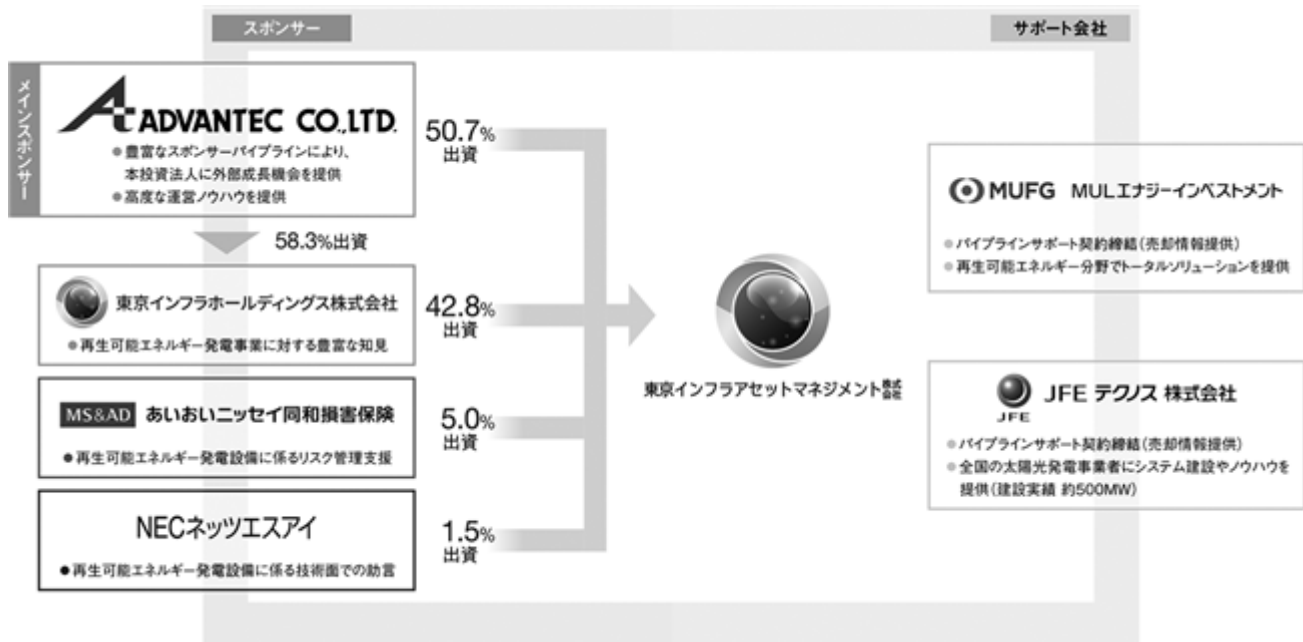 スポンサー
サポート会社
メインスポンサー
ADVANTEC CO.,LTD.
●豊富なスポンサーパイプラインにより、
本投資法人に外部成長機会を提供
●高度な運営ノウハウを提供
50.7%
出資
58.3%出資
東京インフラホールディングス株式会社
●再生可能エネルギー発電事業に対する豊富な知見
42.8%
出資
MS&AD あいおいニッセイ同和損害保険
●再生可能エネルギー発電設備に係るリスク管理支援
5.0%
出資
NECネッツエスアイ
●再生可能エネルギー発電設備に係る技術面での助言
1.5%
出資
東京インフラアセットマネジメント株式会社
MUFG MULエナジーインベストメント
●パイプラインサポート契約締結(売却情報提供)
●再生可能エネルギー分野でトータルソリューションを提供
JFE
JFE テクノス 株式会社
●パイプラインサポート契約締結(売却情報提供)
●全国の太陽光発電事業者にシステム建設やノウハウを
提供(建設実績 約500MW)